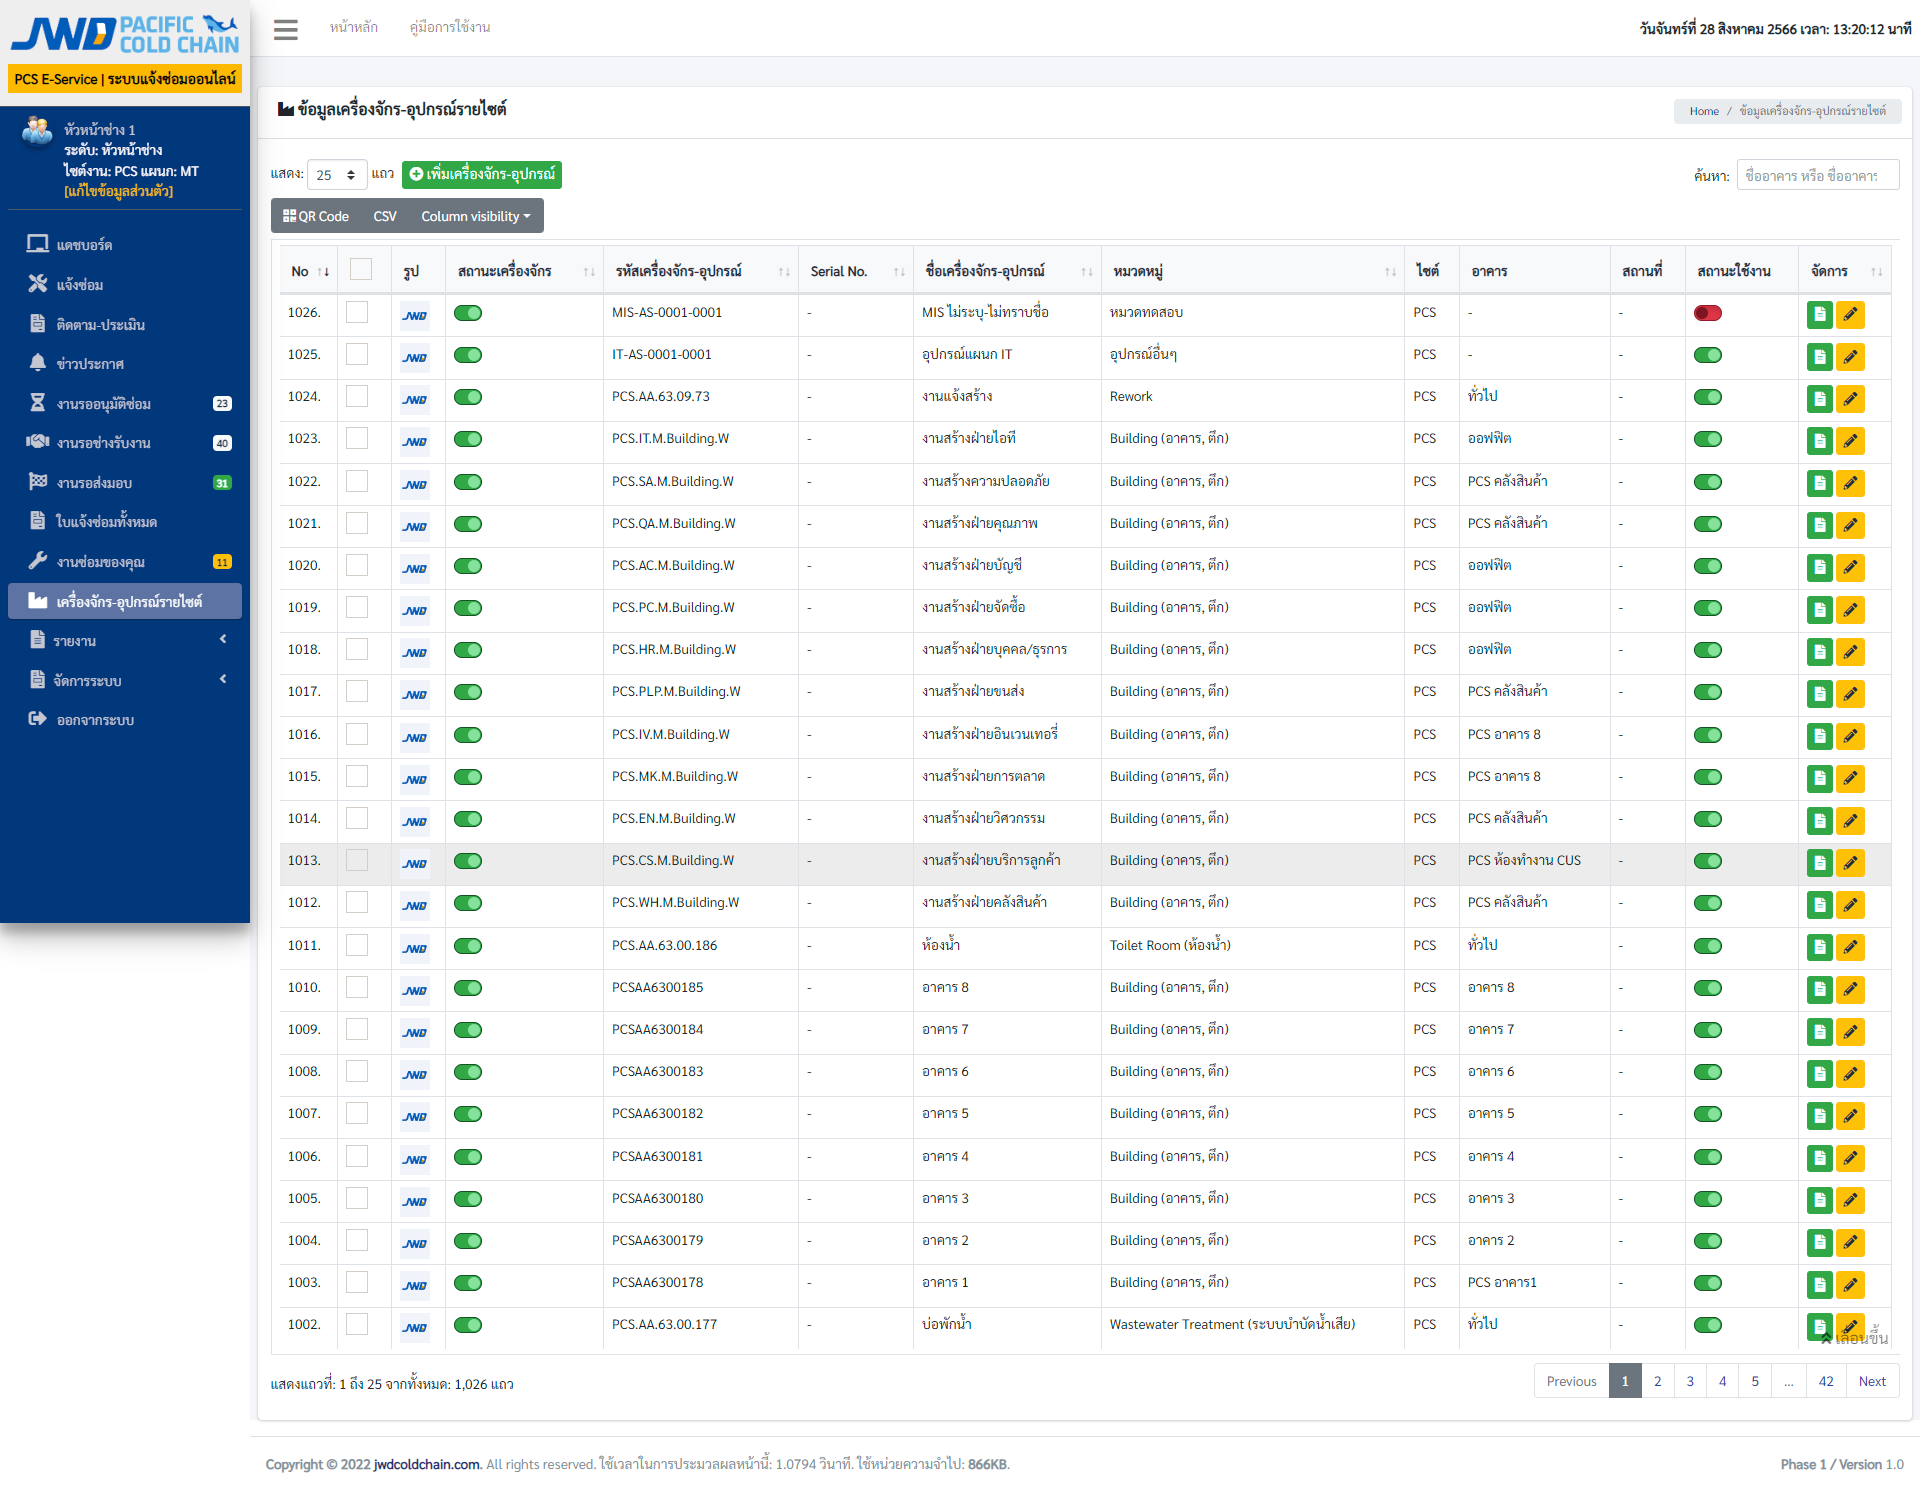 JWD PACIFIC COLD CHAIN
PCS E-Service | ระบบแจ้งซ่อมออนไลน์
หัวหน้าช่าง 1
ระดับ: หัวหน้าช่าง
ไซต์งาน: PCS แผนก: MT
[แก้ไขข้อมูลส่วนตัว]
แดชบอร์ด
แจ้งซ่อม
ติดตาม-ประเมิน
ข่าวประกาศ
งานรออนุมัติซ่อม 23
งานรอช่างรับงาน 40
งานรอส่งมอบ 31
ใบแจ้งซ่อมทั้งหมด
งานซ่อมของคุณ 11
เครื่องจักร-อุปกรณ์รายไซต์
รายงาน
จัดการระบบ
ออกจากระบบ
หน้าหลัก คู่มือการใช้งาน วันจันทร์ที่ 28 สิงหาคม 2566 เวลา: 13:20:12 นาที
ข้อมูลเครื่องจักร-อุปกรณ์รายไซต์ Home / ข้อมูลเครื่องจักร-อุปกรณ์รายไซต์
แสดง: 25 แถว เพิ่มเครื่องจักร-อุปกรณ์ ค้นหา: ชื่ออาคาร หรือ ชื่ออาคาร
QR Code CSV Column visibility
No รูป สถานะเครื่องจักร รหัสเครื่องจักร-อุปกรณ์ Serial No. ชื่อเครื่องจักร-อุปกรณ์ หมวดหมู่ ไซต์ อาคาร สถานที่ สถานะใช้งาน จัดการ
1026. JWD MIS-AS-0001-0001 - MIS ไม่ระบุ-ไม่ทราบชื่อ หมวดทดสอบ PCS - -
1025. JWD IT-AS-0001-0001 - อุปกรณ์แผนก IT อุปกรณ์อื่นๆ PCS - -
1024. JWD PCS.AA.63.09.73 - งานแจ้งสร้าง Rework PCS ทั่วไป -
1023. JWD PCS.IT.M.Building.W - งานสร้างฝ่ายไอที Building (อาคาร, ตึก) PCS ออฟฟิต -
1022. JWD PCS.SA.M.Building.W - งานสร้างความปลอดภัย Building (อาคาร, ตึก) PCS PCS คลังสินค้า -
1021. JWD PCS.QA.M.Building.W - งานสร้างฝ่ายคุณภาพ Building (อาคาร, ตึก) PCS PCS คลังสินค้า -
1020. JWD PCS.AC.M.Building.W - งานสร้างฝ่ายบัญชี Building (อาคาร, ตึก) PCS ออฟฟิต -
1019. JWD PCS.PC.M.Building.W - งานสร้างฝ่ายจัดซื้อ Building (อาคาร, ตึก) PCS ออฟฟิต -
1018. JWD PCS.HR.M.Building.W - งานสร้างฝ่ายบุคคล/ธุรการ Building (อาคาร, ตึก) PCS ออฟฟิต -
1017. JWD PCS.PLP.M.Building.W - งานสร้างฝ่ายขนส่ง Building (อาคาร, ตึก) PCS PCS คลังสินค้า -
1016. JWD PCS.IV.M.Building.W - งานสร้างฝ่ายอินเวนเทอรี่ Building (อาคาร, ตึก) PCS PCS อาคาร 8 -
1015. JWD PCS.MK.M.Building.W - งานสร้างฝ่ายการตลาด Building (อาคาร, ตึก) PCS PCS อาคาร 8 -
1014. JWD PCS.EN.M.Building.W - งานสร้างฝ่ายวิศวกรรม Building (อาคาร, ตึก) PCS PCS คลังสินค้า -
1013. JWD PCS.CS.M.Building.W - งานสร้างฝ่ายบริการลูกค้า Building (อาคาร, ตึก) PCS PCS ห้องทำงาน CUS -
1012. JWD PCS.WH.M.Building.W - งานสร้างฝ่ายคลังสินค้า Building (อาคาร, ตึก) PCS PCS คลังสินค้า -
1011. JWD PCS.AA.63.00.186 - ห้องน้ำ Toilet Room (ห้องน้ำ) PCS ทั่วไป -
1010. JWD PCSAA6300185 - อาคาร 8 Building (อาคาร, ตึก) PCS อาคาร 8 -
1009. JWD PCSAA6300184 - อาคาร 7 Building (อาคาร, ตึก) PCS อาคาร 7 -
1008. JWD PCSAA6300183 - อาคาร 6 Building (อาคาร, ตึก) PCS อาคาร 6 -
1007. JWD PCSAA6300182 - อาคาร 5 Building (อาคาร, ตึก) PCS อาคาร 5 -
1006. JWD PCSAA6300181 - อาคาร 4 Building (อาคาร, ตึก) PCS อาคาร 4 -
1005. JWD PCSAA6300180 - อาคาร 3 Building (อาคาร, ตึก) PCS อาคาร 3 -
1004. JWD PCSAA6300179 - อาคาร 2 Building (อาคาร, ตึก) PCS อาคาร 2 -
1003. JWD PCSAA6300178 - อาคาร 1 Building (อาคาร, ตึก) PCS PCS อาคาร1 -
1002. JWD PCS.AA.63.00.177 - บ่อพักน้ำ Wastewater Treatment (ระบบบำบัดน้ำเสีย) PCS ทั่วไป -
เลื่อนขึ้น
แสดงแถวที่: 1 ถึง 25 จากทั้งหมด: 1,026 แถว Previous 1 2 3 4 5 ... 42 Next
Copyright © 2022 jwdcoldchain.com. All rights reserved. ใช้เวลาในการประมวลผลหน้านี้: 1.0794 วินาที. ใช้หน่วยความจำไป: 866KB. Phase 1 / Version 1.0